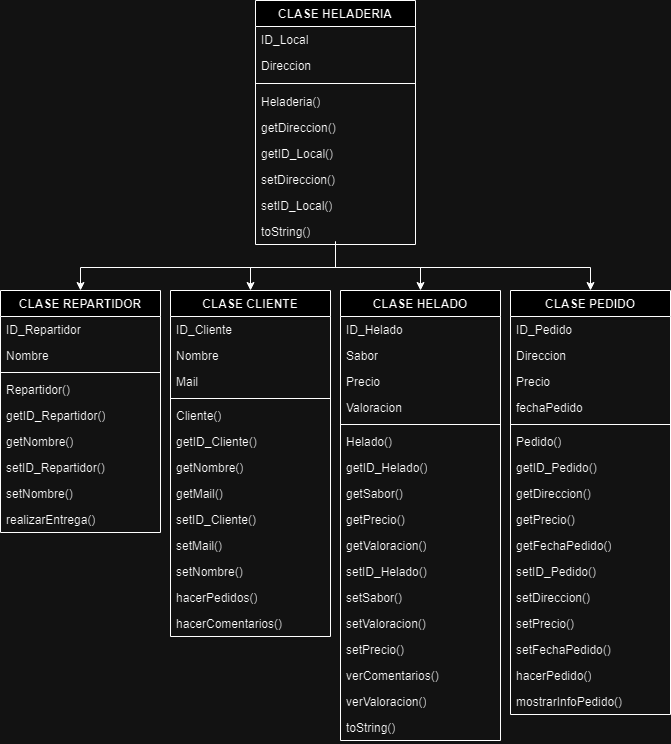 CLASE HELADERIA
ID_Local
Direccion
Heladeria()
getDireccion()
getID_Local()
setDireccion()
setID_Local()
toString()
CLASE REPARTIDOR
ID_Repartidor
Nombre
Repartidor()
getID_Repartidor()
getNombre()
setID_Repartidor()
setNombre()
realizarEntrega()
CLASE CLIENTE
ID_Cliente
Nombre
Mail
Cliente()
getID_Cliente()
getNombre()
getMail()
setID_Cliente()
setMail()
setNombre()
hacerPedidos()
hacerComentarios()
CLASE HELADO
ID_Helado
Sabor
Precio
Valoracion
Helado()
getID_Helado()
getSabor()
getPrecio()
getValoracion()
setID_Helado()
setSabor()
setValoracion()
setPrecio()
verComentarios()
verValoracion()
toString()
CLASE PEDIDO
ID_Pedido
Direccion
Precio
fechaPedido
Pedido()
getID_Pedido()
getDireccion()
getPrecio()
getFechaPedido()
setID_Pedido()
setDireccion()
setPrecio()
setFechaPedido()
hacerPedido()
mostrarInfoPedido()